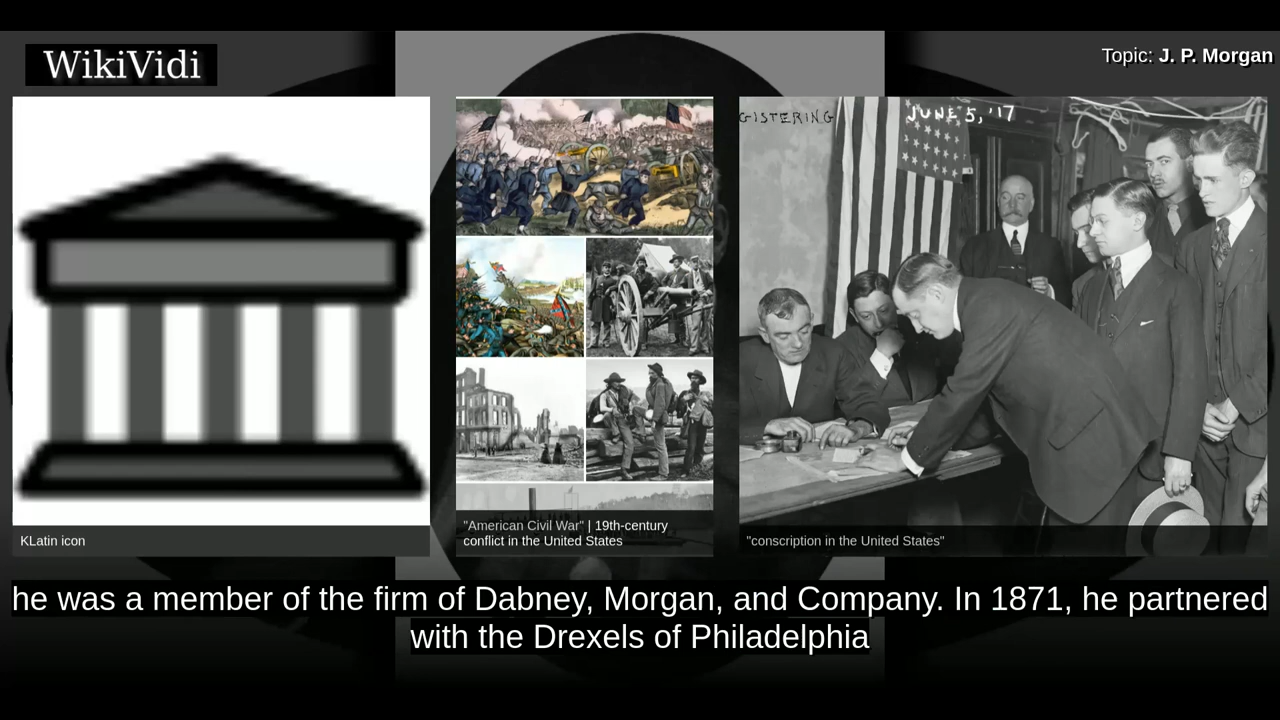 WikiVidi
Topic: J. P. Morgan
GISTERING
JUNE 5, '17
KLatin icon
"American Civil War" | 19th-century
conflict in the United States
"conscription in the United States"
he was a member of the firm of Dabney, Morgan, and Company. In 1871, he partnered
with the Drexels of Philadelphia